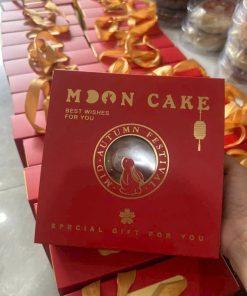 MOON CAKE
BEST WISHES
FOR YOU
MID-AUTUMN FESTIVAL
SPECIAL GIFT FOR YOU